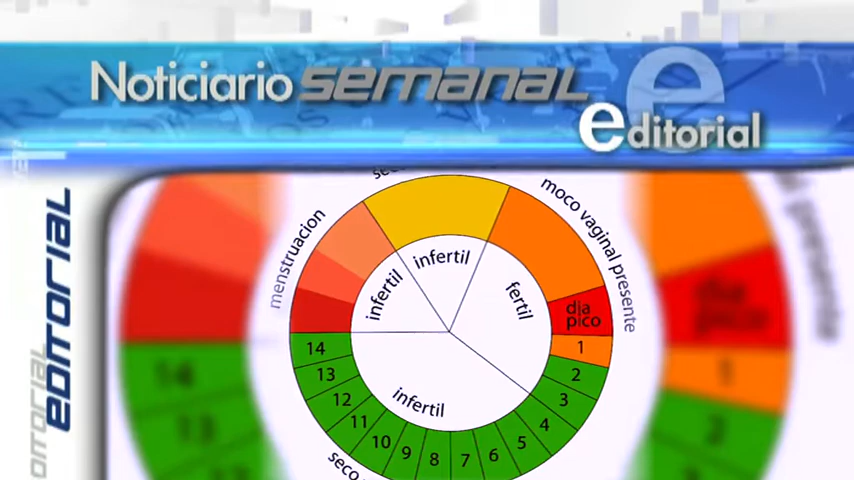 Noticiario semanal
editorial
EDITORIAL
menstruacion
moco vaginal presente
infertil
infertil
fertil
dia
pico
infertil
1
2
3
4
5
6
7
8
9
10
11
12
13
14
seco